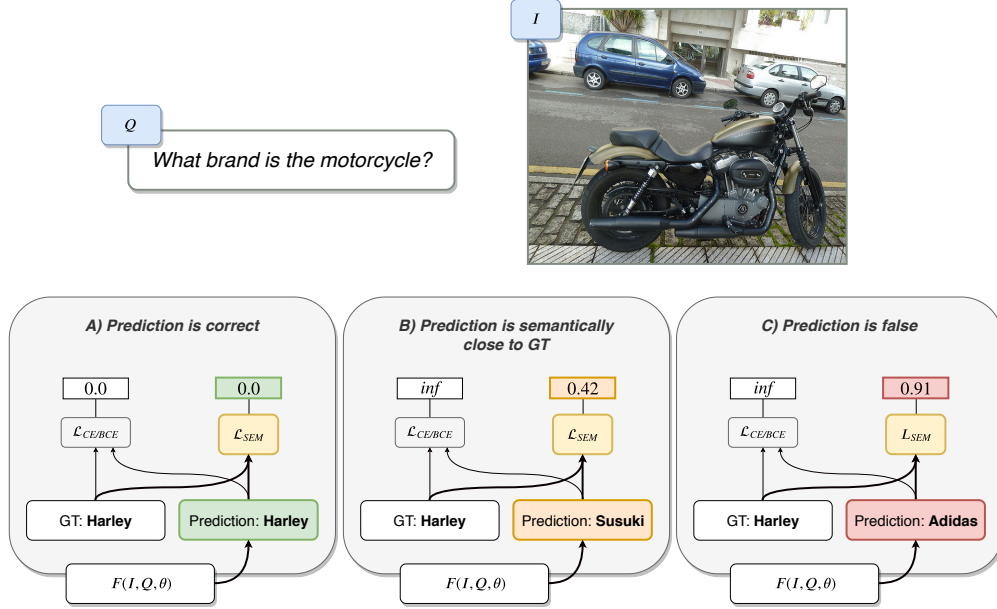 I
Q
What brand is the motorcycle?
A) Prediction is correct
0.0
0.0
ℒCE/BCE
ℒSEM
GT: Harley
Prediction: Harley
F(I, Q, θ)
B) Prediction is semantically
close to GT
inf
0.42
ℒCE/BCE
ℒSEM
GT: Harley
Prediction: Susuki
F(I, Q, θ)
C) Prediction is false
inf
0.91
ℒCE/BCE
LSEM
GT: Harley
Prediction: Adidas
F(I, Q, θ)